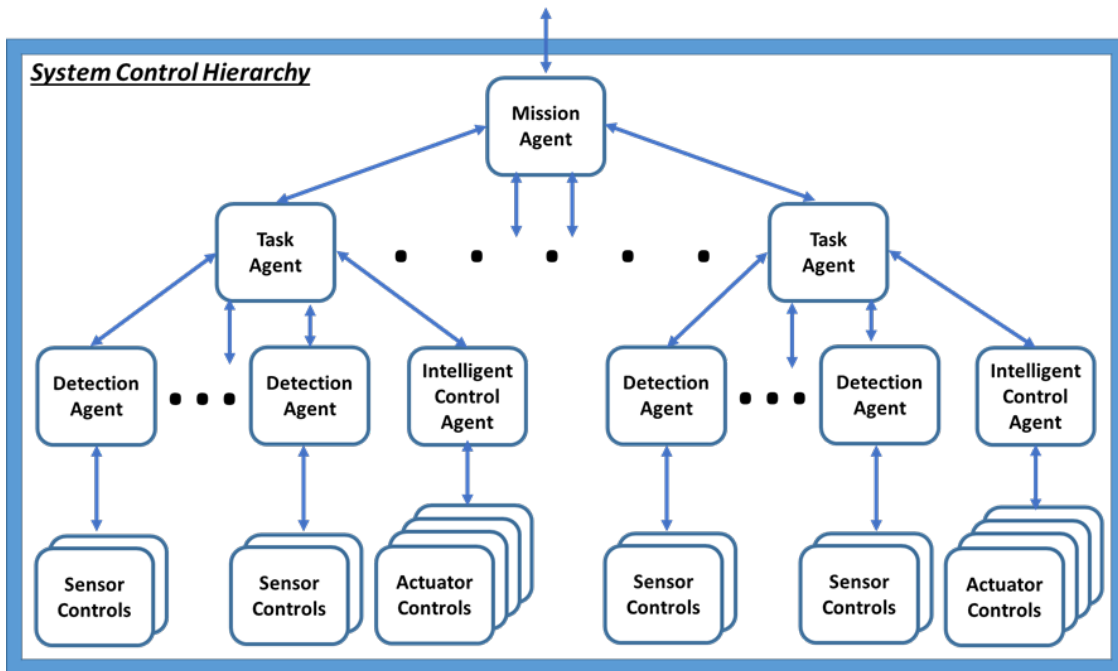 System Control Hierarchy
Mission
Agent
Task
Agent
Task
Agent
Detection
Agent
Detection
Agent
Intelligent
Control
Agent
Detection
Agent
Detection
Agent
Intelligent
Control
Agent
Sensor
Controls
Sensor
Controls
Actuator
Controls
Sensor
Controls
Sensor
Controls
Actuator
Controls